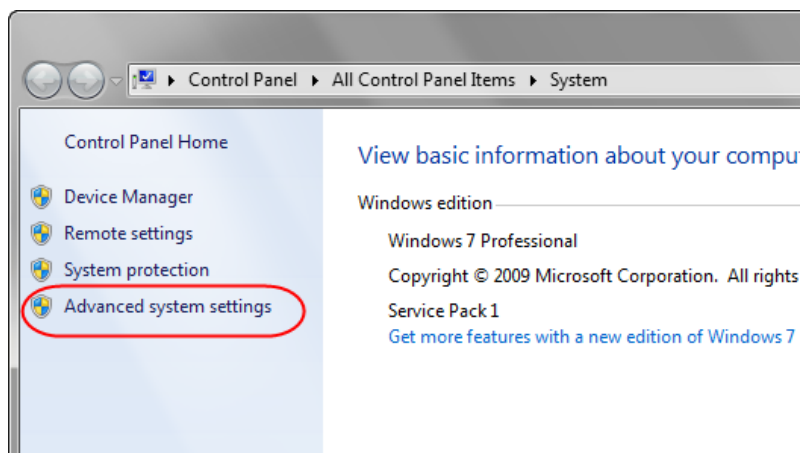 Control Panel ▸ All Control Panel Items ▸ System
Control Panel Home
Device Manager
Remote settings
System protection
Advanced system settings
View basic information about your compu
Windows edition
Windows 7 Professional
Copyright © 2009 Microsoft Corporation. All rights
Service Pack 1
Get more features with a new edition of Windows 7